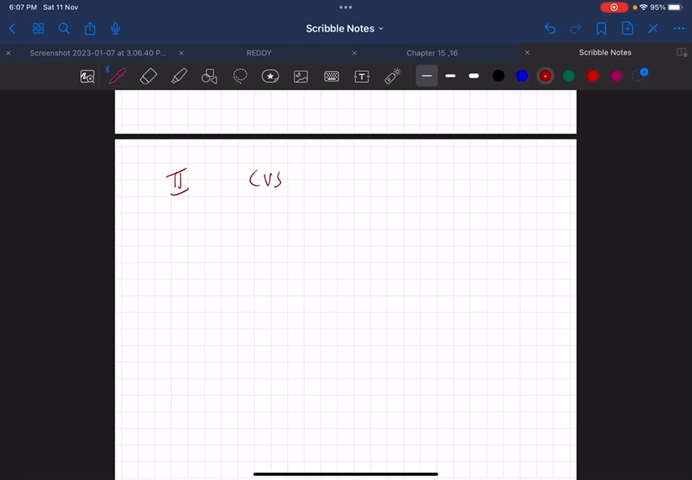 6:07 PM Sat 11 Nov 95%
Scribble Notes
Screenshot 2023-01-07 at 3.06.40 P... REDDY Chapter 15 ,16 Scribble Notes
II CVS